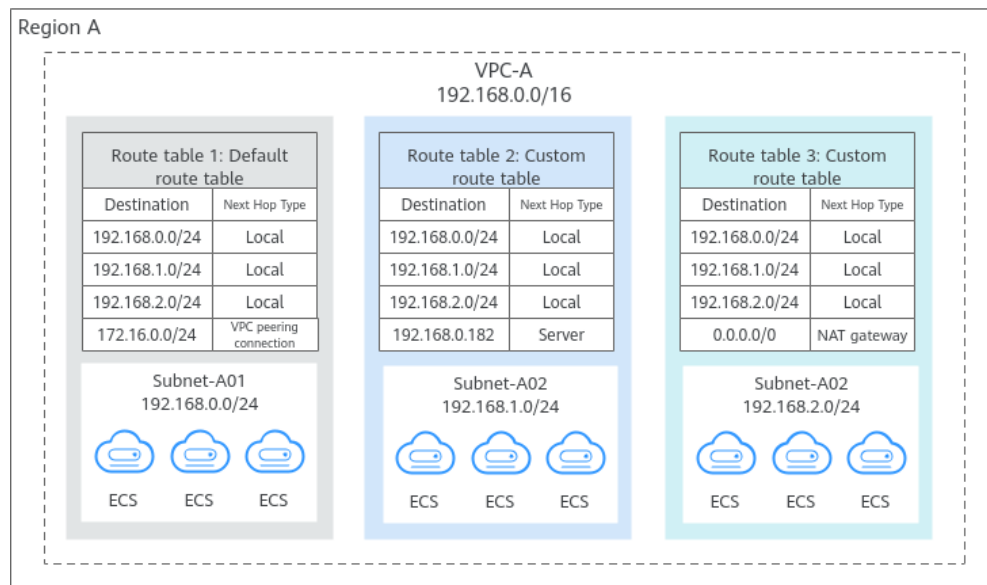 Region A
VPC-A
192.168.0.0/16
Route table 1: Default
route table
Destination Next Hop Type
192.168.0.0/24 Local
192.168.1.0/24 Local
192.168.2.0/24 Local
172.16.0.0/24 VPC peering
connection
Subnet-A01
192.168.0.0/24
ECS ECS ECS
Route table 2: Custom
route table
Destination Next Hop Type
192.168.0.0/24 Local
192.168.1.0/24 Local
192.168.2.0/24 Local
192.168.0.182 Server
Subnet-A02
192.168.1.0/24
ECS ECS ECS
Route table 3: Custom
route table
Destination Next Hop Type
192.168.0.0/24 Local
192.168.1.0/24 Local
192.168.2.0/24 Local
0.0.0.0/0 NAT gateway
Subnet-A02
192.168.2.0/24
ECS ECS ECS